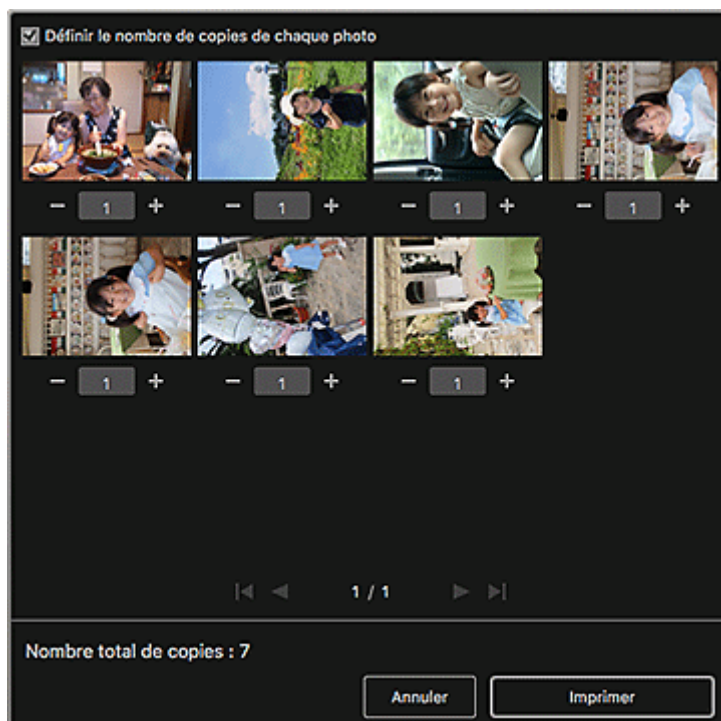 Définir le nombre de copies de chaque photo
− 1 + − 1 + − 1 + − 1 +
− 1 + − 1 + − 1 +
1 / 1
Nombre total de copies : 7
Annuler Imprimer